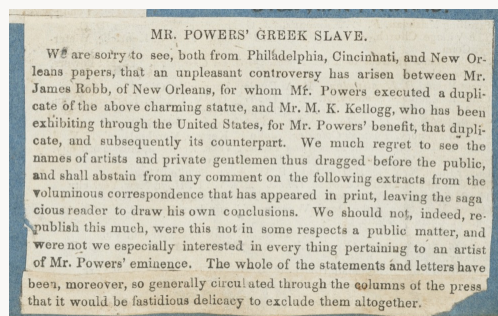 MR. POWERS' GREEK SLAVE.
We are sorry to see, both from Philadelphia, Cincinnati, and New Or-
leans papers, that an unpleasant controversy has arisen between Mr.
James Robb, of New Orleans, for whom Mr. Powers executed a dupli-
cate of the above charming statue, and Mr. M. K. Kellogg, who has been
exhibiting through the United States, for Mr. Powers' benefit, that dupli-
cate, and subsequently its counterpart. We much regret to see the
names of artists and private gentlemen thus dragged before the public,
and shall abstain from any comment on the following extracts from the
voluminous correspondence that has appeared in print, leaving the saga
cious reader to draw his own conclusions. We should not, indeed, re-
publish this much, were this not in some respects a public matter, and
were not we especially interested in every thing pertaining to an artist
of Mr. Powers' eminence. The whole of the statements and letters have
been, moreover, so generally circulated through the columns of the press
that it would be fastidious delicacy to exclude them altogether.